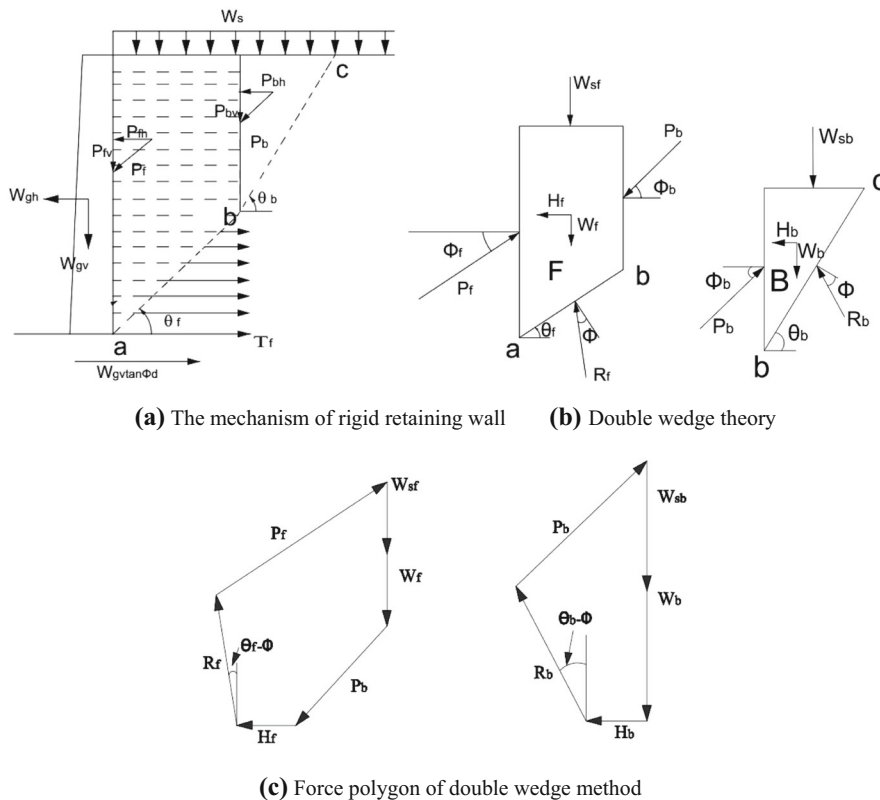 Ws
c
Pbh
Pbv
Pfh
Pb
Pfv
Pf
Wgh
θ b
b
Wgv
θ f
a
Tf
WgvtanΦd
Wsf
Pb
Φb
Hf
Wf
Φf
F
Pf
b
a
θf
Φ
Rf
Wsb
c
Hb
Wb
Φb
B
Φ
Pb
Rb
θb
b
(a) The mechanism of rigid retaining wall
(b) Double wedge theory
Wsf
Pf
Wf
θf-Φ
Rf
Pb
Hf
Wsb
Pb
Wb
θb-Φ
Rb
Hb
(c) Force polygon of double wedge method